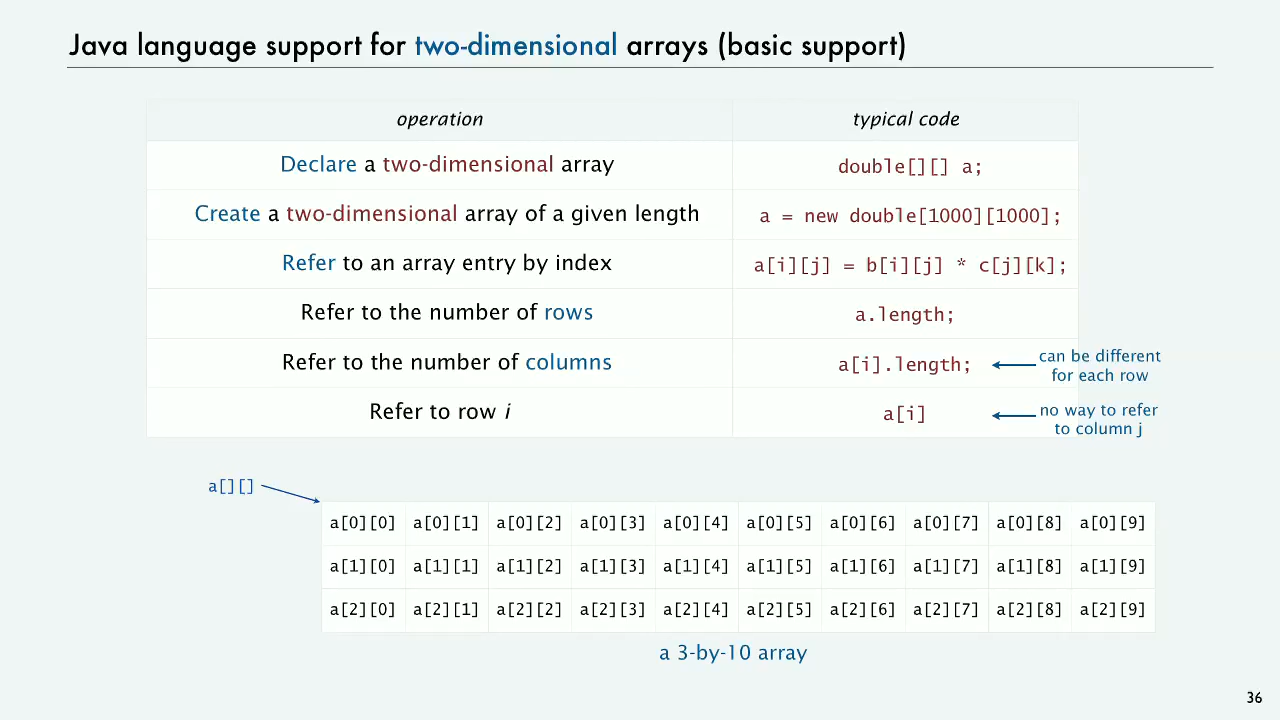 Java language support for two-dimensional arrays (basic support)
operation typical code
Declare a two-dimensional array double[][] a;
Create a two-dimensional array of a given length a = new double[1000][1000];
Refer to an array entry by index a[i][j] = b[i][j] * c[j][k];
Refer to the number of rows a.length;
Refer to the number of columns a[i].length;
can be different
for each row
Refer to row i a[i]
no way to refer
to column j
a[][]
a[0][0] a[0][1] a[0][2] a[0][3] a[0][4] a[0][5] a[0][6] a[0][7] a[0][8] a[0][9]
a[1][0] a[1][1] a[1][2] a[1][3] a[1][4] a[1][5] a[1][6] a[1][7] a[1][8] a[1][9]
a[2][0] a[2][1] a[2][2] a[2][3] a[2][4] a[2][5] a[2][6] a[2][7] a[2][8] a[2][9]
a 3-by-10 array
36